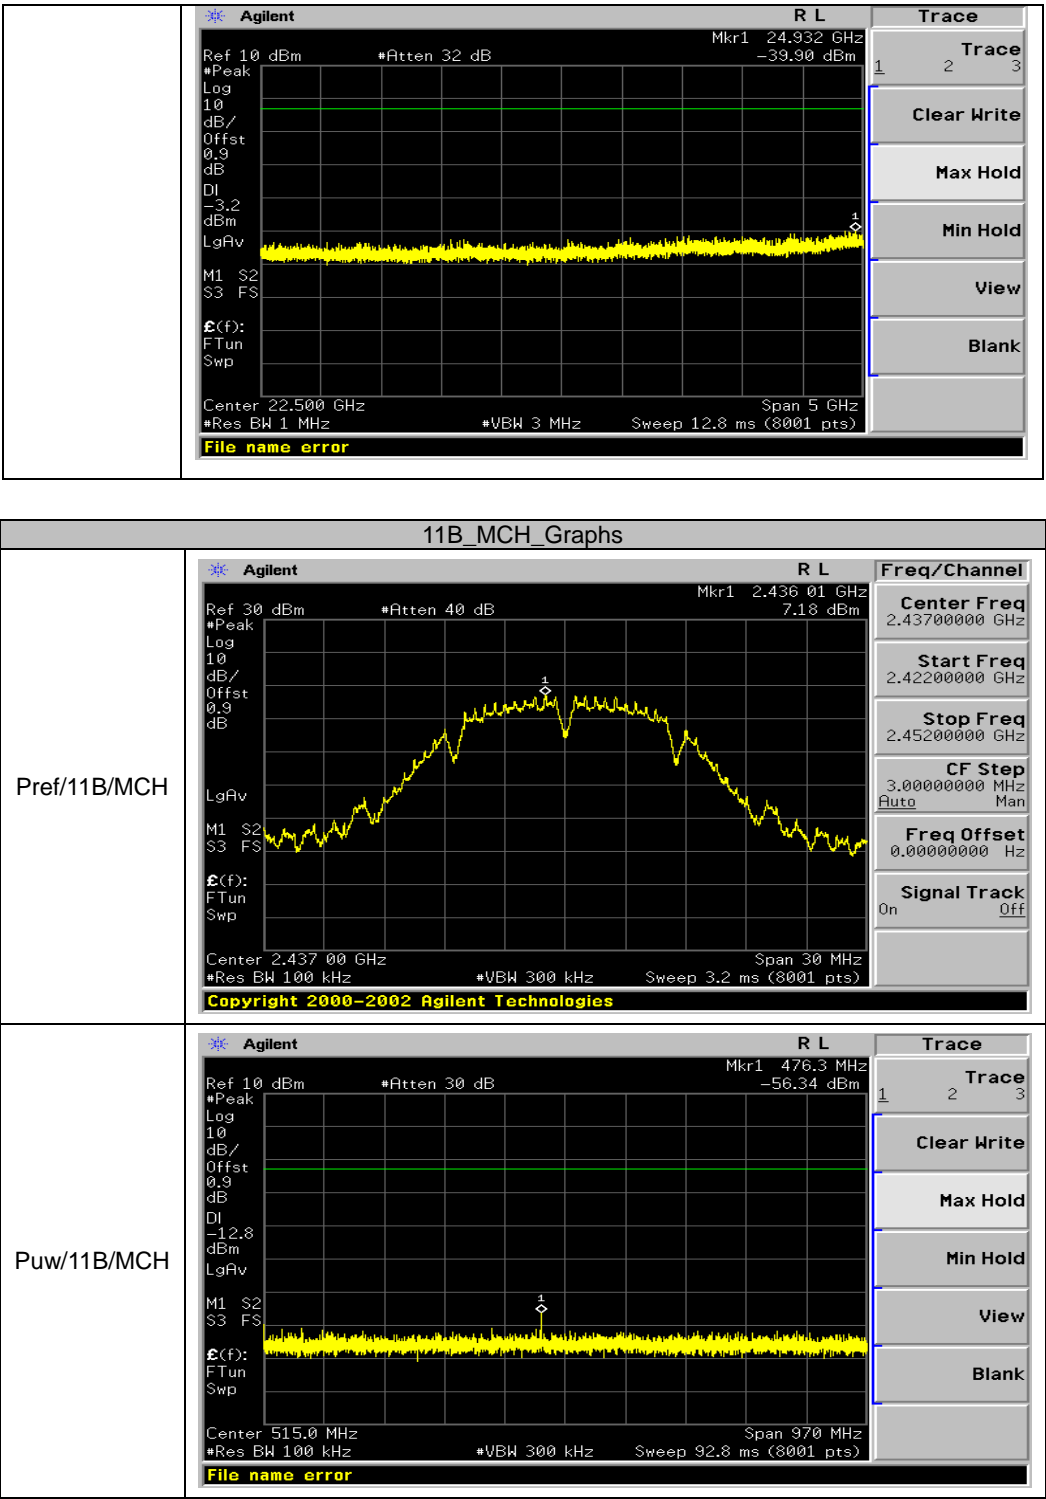 Agilent R L Trace
Mkr1 24.932 GHz
Ref 10 dBm #Atten 32 dB -39.90 dBm
#Peak
Log
10
dB/
Offst
0.9
dB
DI
-3.2
dBm
LgAv
M1 S2
S3 FS
£(f):
FTun
Swp
1
Center 22.500 GHz Span 5 GHz
#Res BW 1 MHz #VBW 3 MHz Sweep 12.8 ms (8001 pts)
File name error
Trace
1 2 3
Clear Write
Max Hold
Min Hold
View
Blank
11B_MCH_Graphs
Pref/11B/MCH
Agilent R L Freq/Channel
Mkr1 2.436 01 GHz
Ref 30 dBm #Atten 40 dB 7.18 dBm
#Peak
Log
10
dB/
Offst
0.9
dB
LgAv
M1 S2
S3 FS
£(f):
FTun
Swp
1
Center 2.437 00 GHz Span 30 MHz
#Res BW 100 kHz #VBW 300 kHz Sweep 3.2 ms (8001 pts)
Copyright 2000-2002 Agilent Technologies
Center Freq
2.43700000 GHz
Start Freq
2.42200000 GHz
Stop Freq
2.45200000 GHz
CF Step
3.00000000 MHz
Auto Man
Freq Offset
0.00000000 Hz
Signal Track
On Off
Puw/11B/MCH
Agilent R L Trace
Mkr1 476.3 MHz
Ref 10 dBm #Atten 30 dB -56.34 dBm
#Peak
Log
10
dB/
Offst
0.9
dB
DI
-12.8
dBm
LgAv
M1 S2
S3 FS
£(f):
FTun
Swp
1
Center 515.0 MHz Span 970 MHz
#Res BW 100 kHz #VBW 300 kHz Sweep 92.8 ms (8001 pts)
File name error
Trace
1 2 3
Clear Write
Max Hold
Min Hold
View
Blank